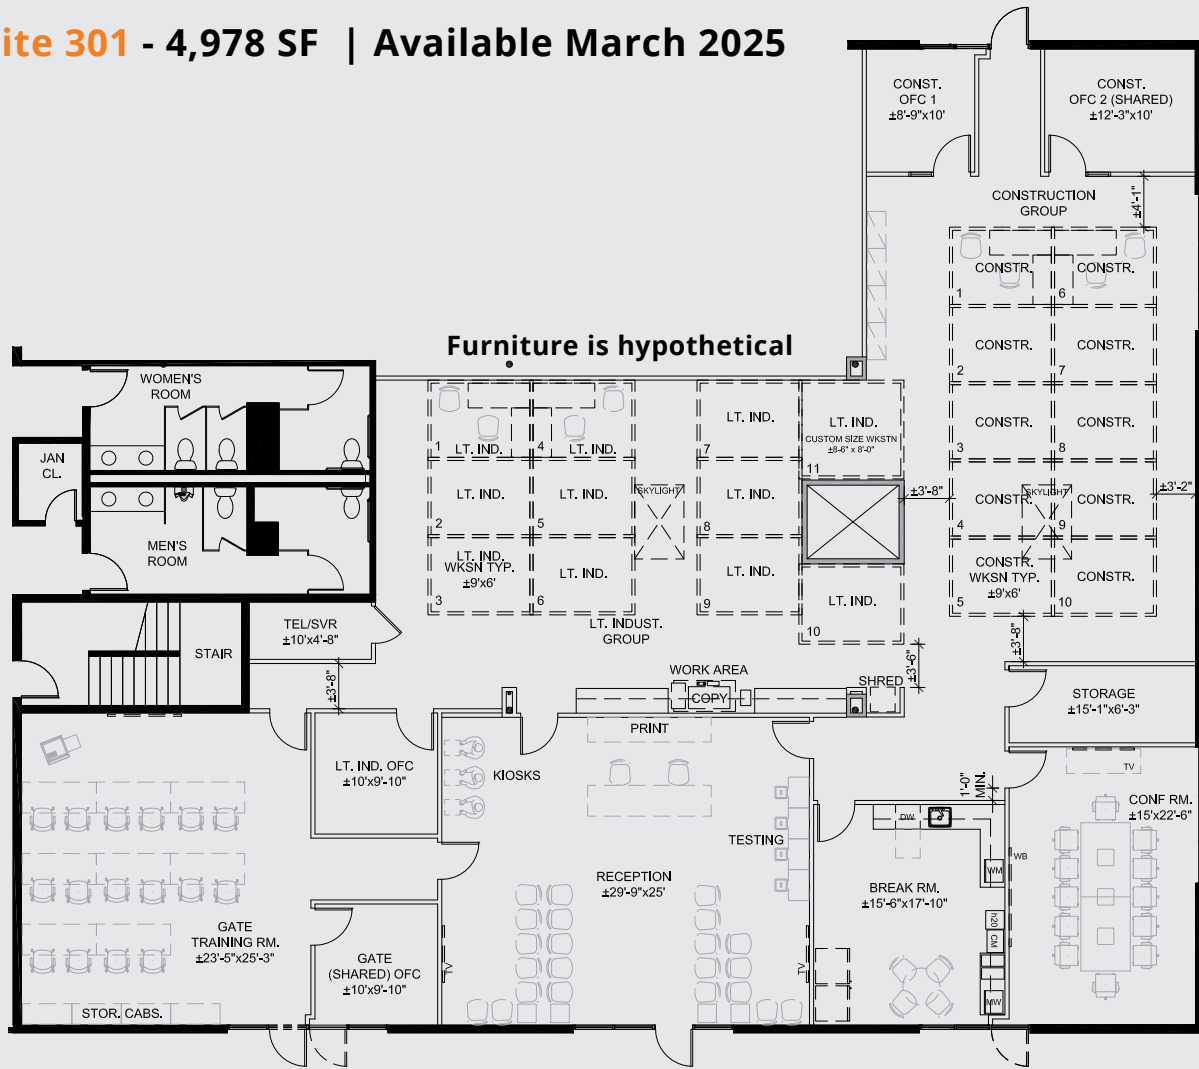 ite 301 - 4,978 SF | Available March 2025
CONST.
OFC 1
±8'-9"x10'
CONST.
OFC 2 (SHARED)
±12'-3"x10'
CONSTRUCTION
GROUP
±4'-1"
CONSTR.
1
CONSTR.
6
CONSTR.
2
CONSTR.
7
CONSTR.
3
CONSTR.
8
CONSTR.
4
SKYLIGHT
CONSTR.
9
CONSTR.
WKSN TYP.
±9'x6'
5
CONSTR.
10
±3'-8"
±3'-2"
±3'-8"
Furniture is hypothetical
WOMEN'S
ROOM
JAN
CL.
MEN'S
ROOM
STAIR
TEL/SVR
±10'x4'-8"
±3'-8"
1
LT. IND.
4
LT. IND.
LT. IND.
2
LT. IND.
5
LT. IND.
WKSN TYP.
±9'x6'
3
LT. IND.
6
SKYLIGHT
LT. IND.
7
LT. IND.
8
LT. IND.
9
LT. IND.
CUSTOM SIZE WKSTN
±8-6" x 8'-0"
11
LT. IND.
10
LT. INDUST.
GROUP
±3'-6"
WORK AREA
COPY
SHRED
STORAGE
±15'-1"x6'-3"
PRINT
KIOSKS
LT. IND. OFC
±10'x9'-10"
TESTING
RECEPTION
±29'-9"x25'
TV
TV
GATE
TRAINING RM.
±23'-5"x25'-3"
GATE
(SHARED) OFC
±10'x9'-10"
STOR. CABS.
1'-0"
MIN.
DW
WM
BREAK RM.
±15'-6"x17'-10"
h20
CM
MW
WB
TV
CONF RM.
±15'x22'-6"